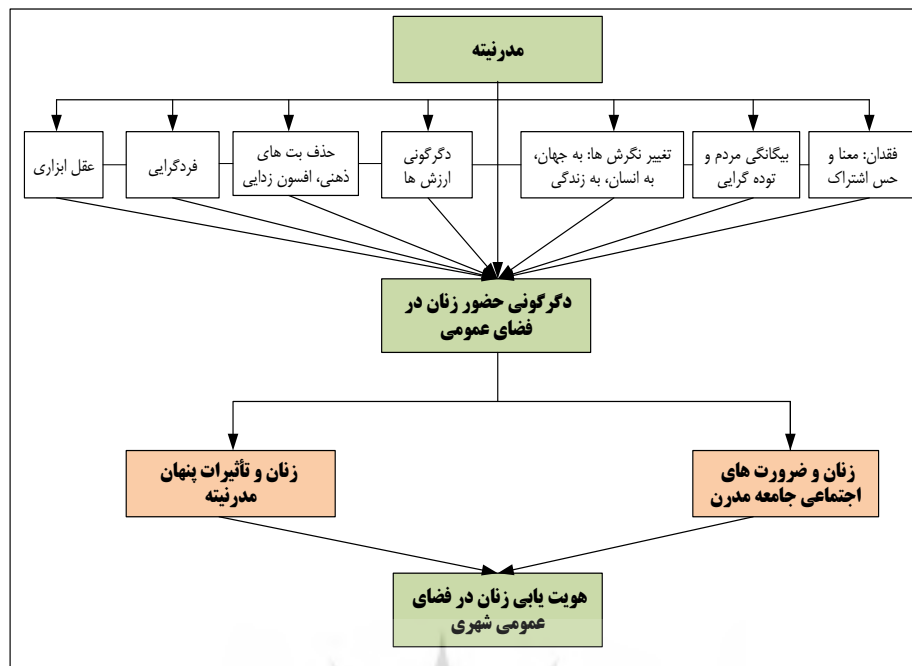 مدرنیته
فقدان: معنا و
حس اشتراک
بیگانگی مردم و
توده گرایی
تغییر نگرش ها: به جهان،
به انسان، به زندگی
دگرگونی
ارزش ها
حذف بت های
ذهنی، افسون زدایی
فردگرایی
عقل ابزاری
دگرگونی حضور زنان در
فضای عمومی
زنان و ضرورت های
اجتماعی جامعه مدرن
زنان و تأثیرات پنهان
مدرنیته
هویت یابی زنان در فضای
عمومی شهری